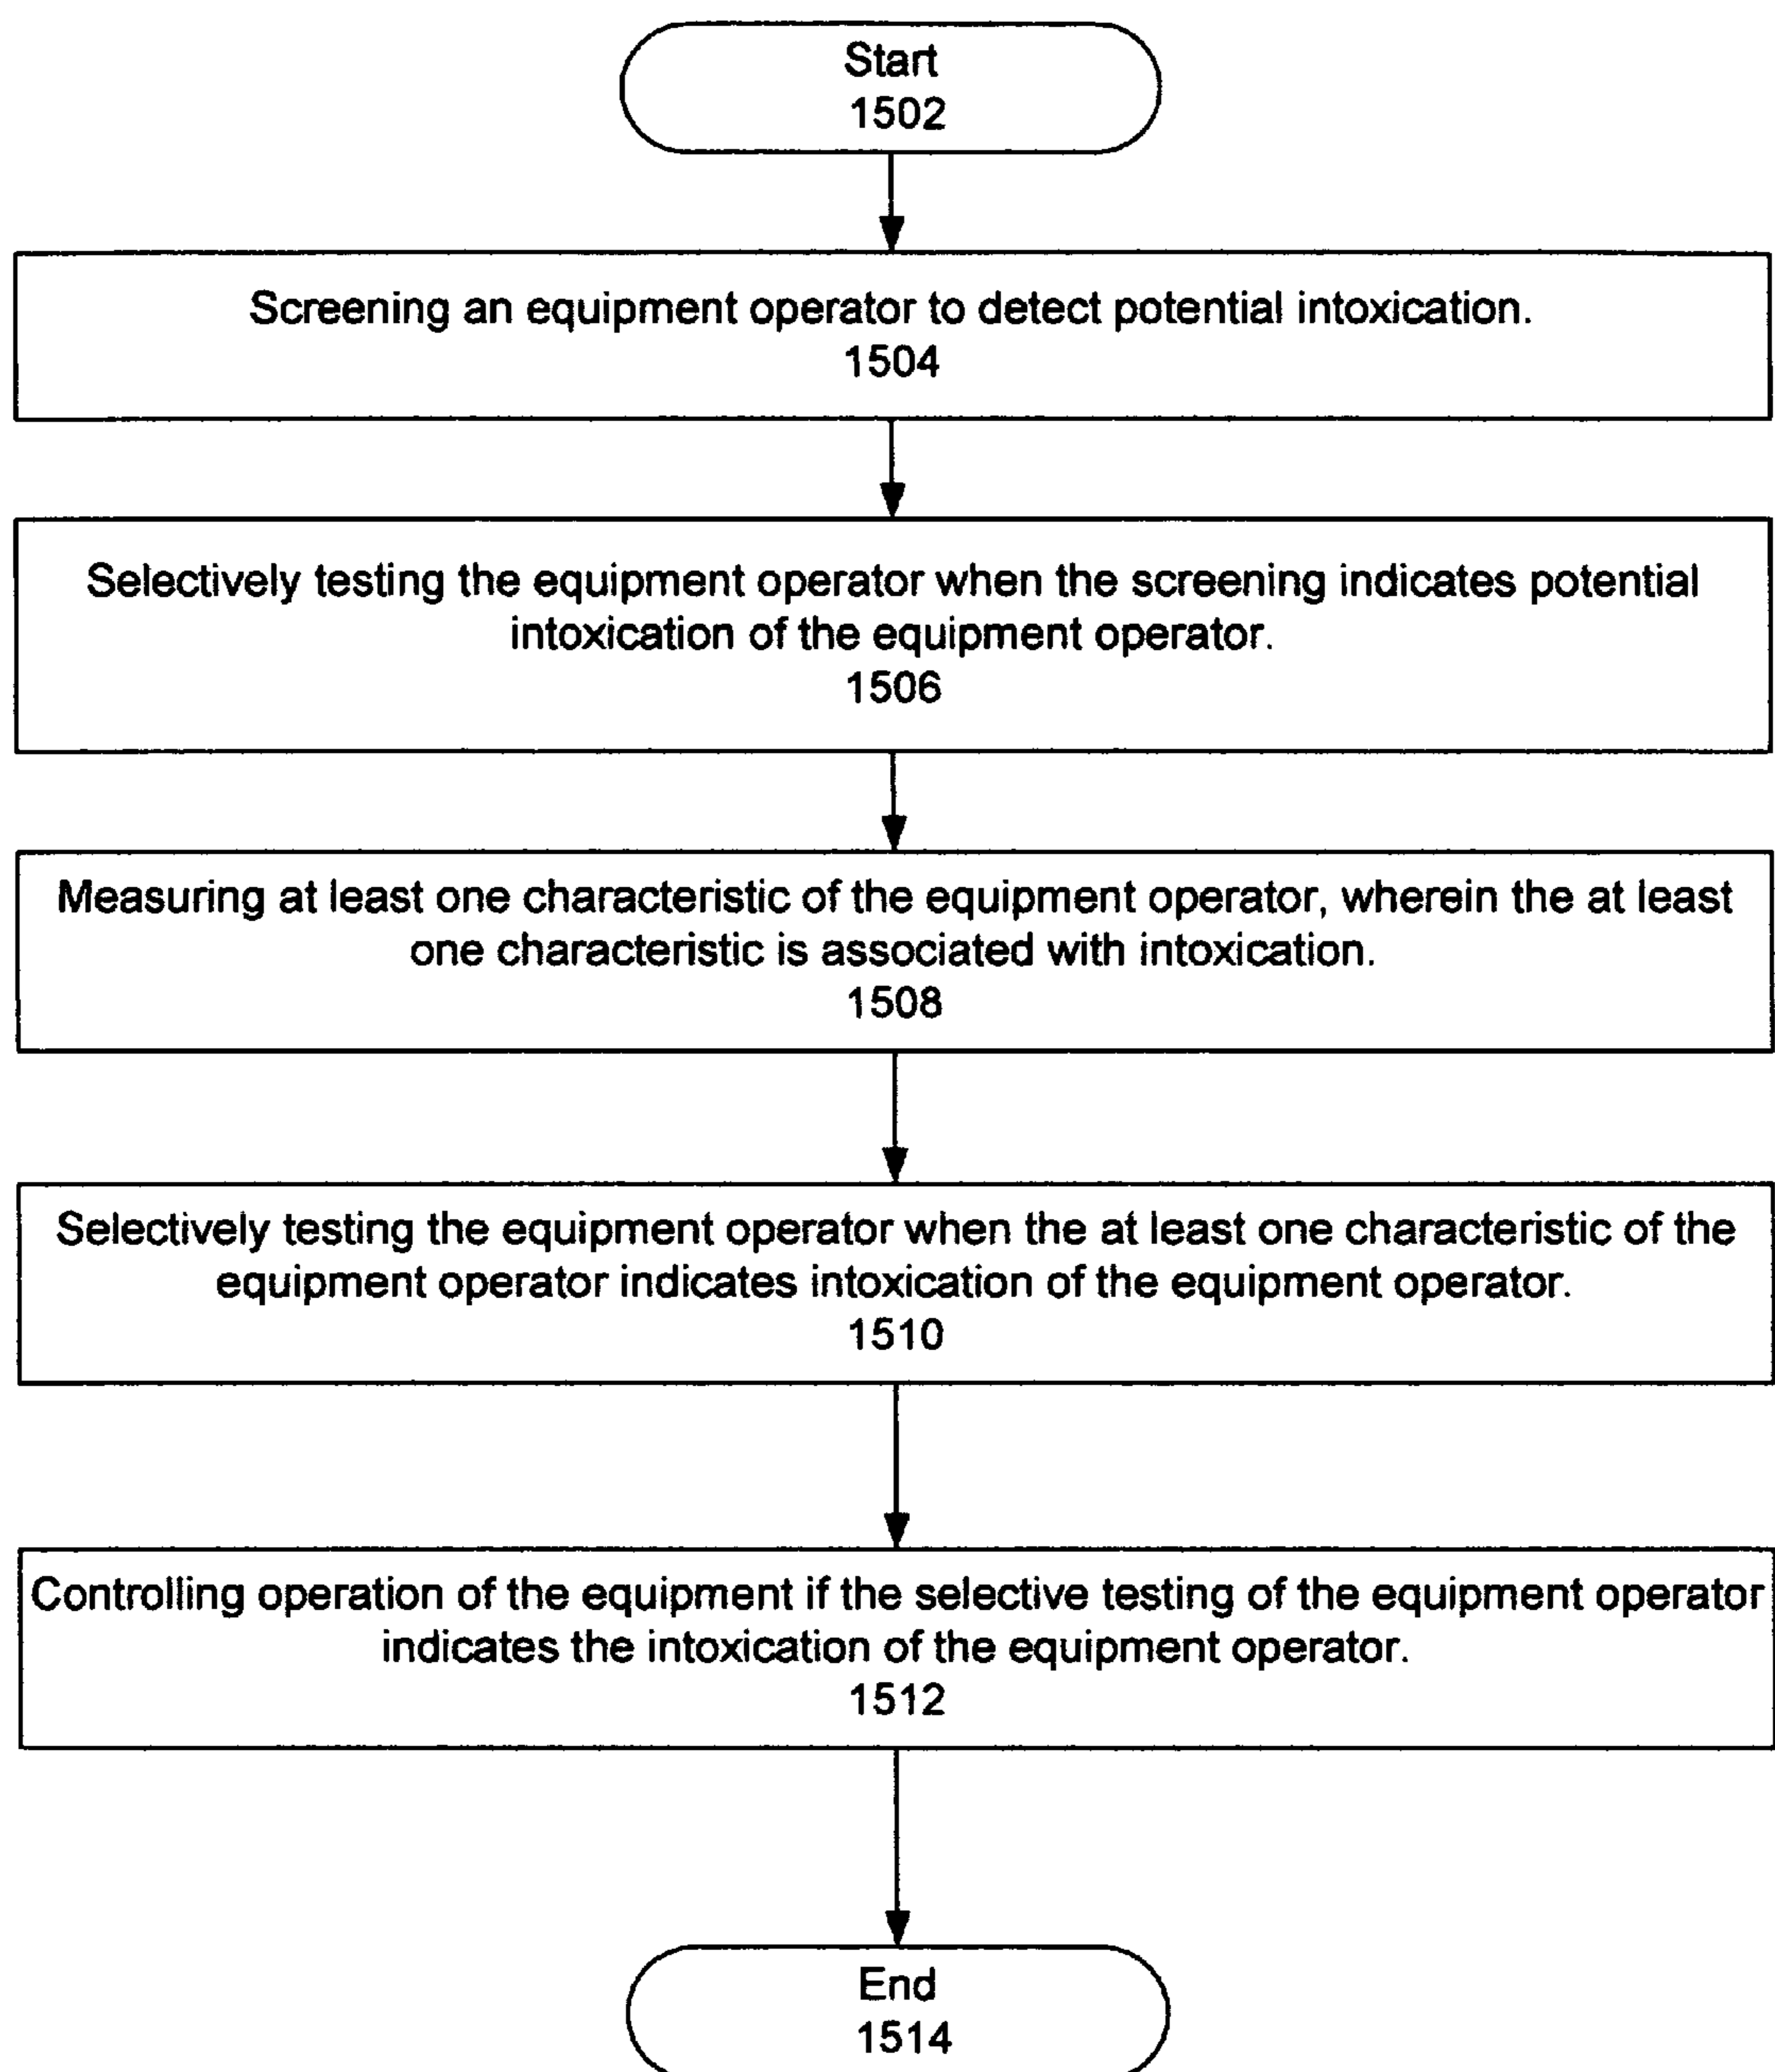 Start
1502
Screening an equipment operator to detect potential intoxication.
1504
Selectively testing the equipment operator when the screening indicates potential
intoxication of the equipment operator.
1506
Measuring at least one characteristic of the equipment operator, wherein the at least
one characteristic is associated with intoxication.
1508
Selectively testing the equipment operator when the at least one characteristic of the
equipment operator indicates intoxication of the equipment operator.
1510
Controlling operation of the equipment if the selective testing of the equipment operator
indicates the intoxication of the equipment operator.
1512
End
1514